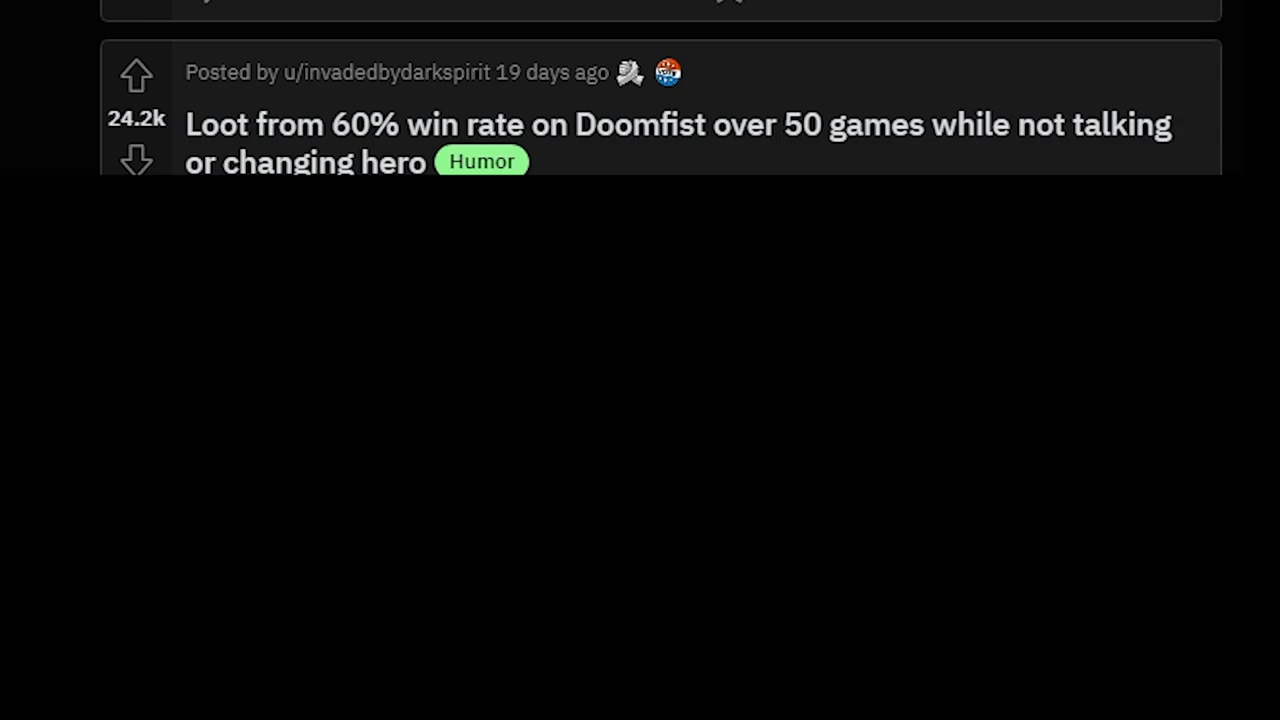 Posted by u/invadedbydarkspirit 19 days ago
24.2k
Loot from 60% win rate on Doomfist over 50 games while not talking
or changing hero Humor